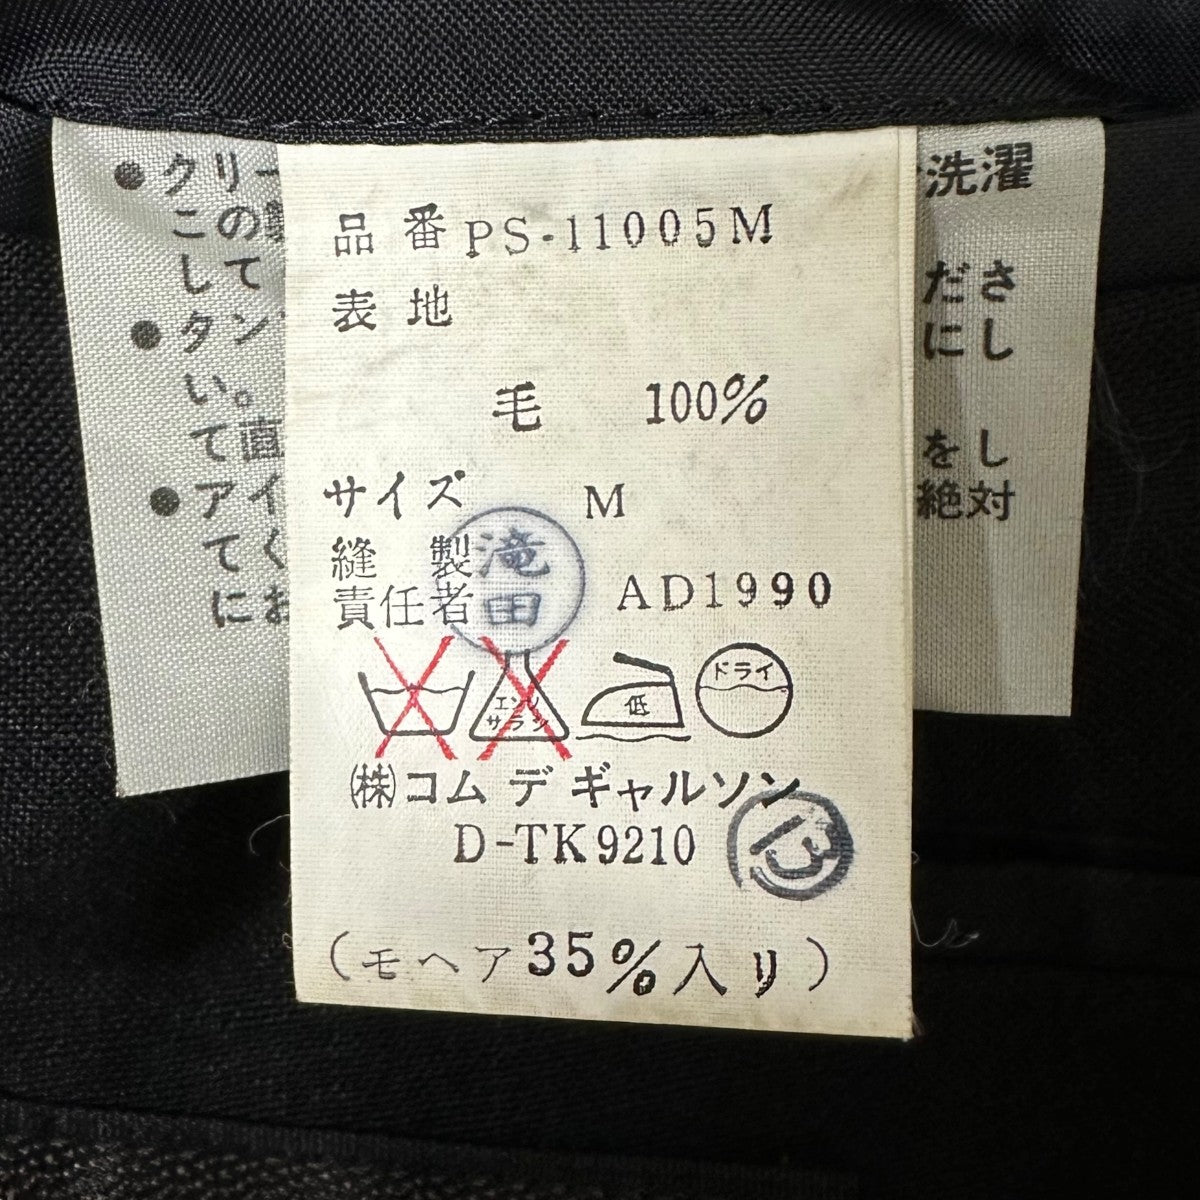 品番 PS-11005M
表地
毛 100%
サイズ M
縫製
責任者 AD1990
滝
田
エンソ
サラシ
低
ドライ
(株)コム デ ギャルソン
D-TK9210
13
(モヘア35%入り)
● クリー
この
して
● タン
い。
て直
● アイ
てく
にお
洗濯
ださ
にし
をし
絶対